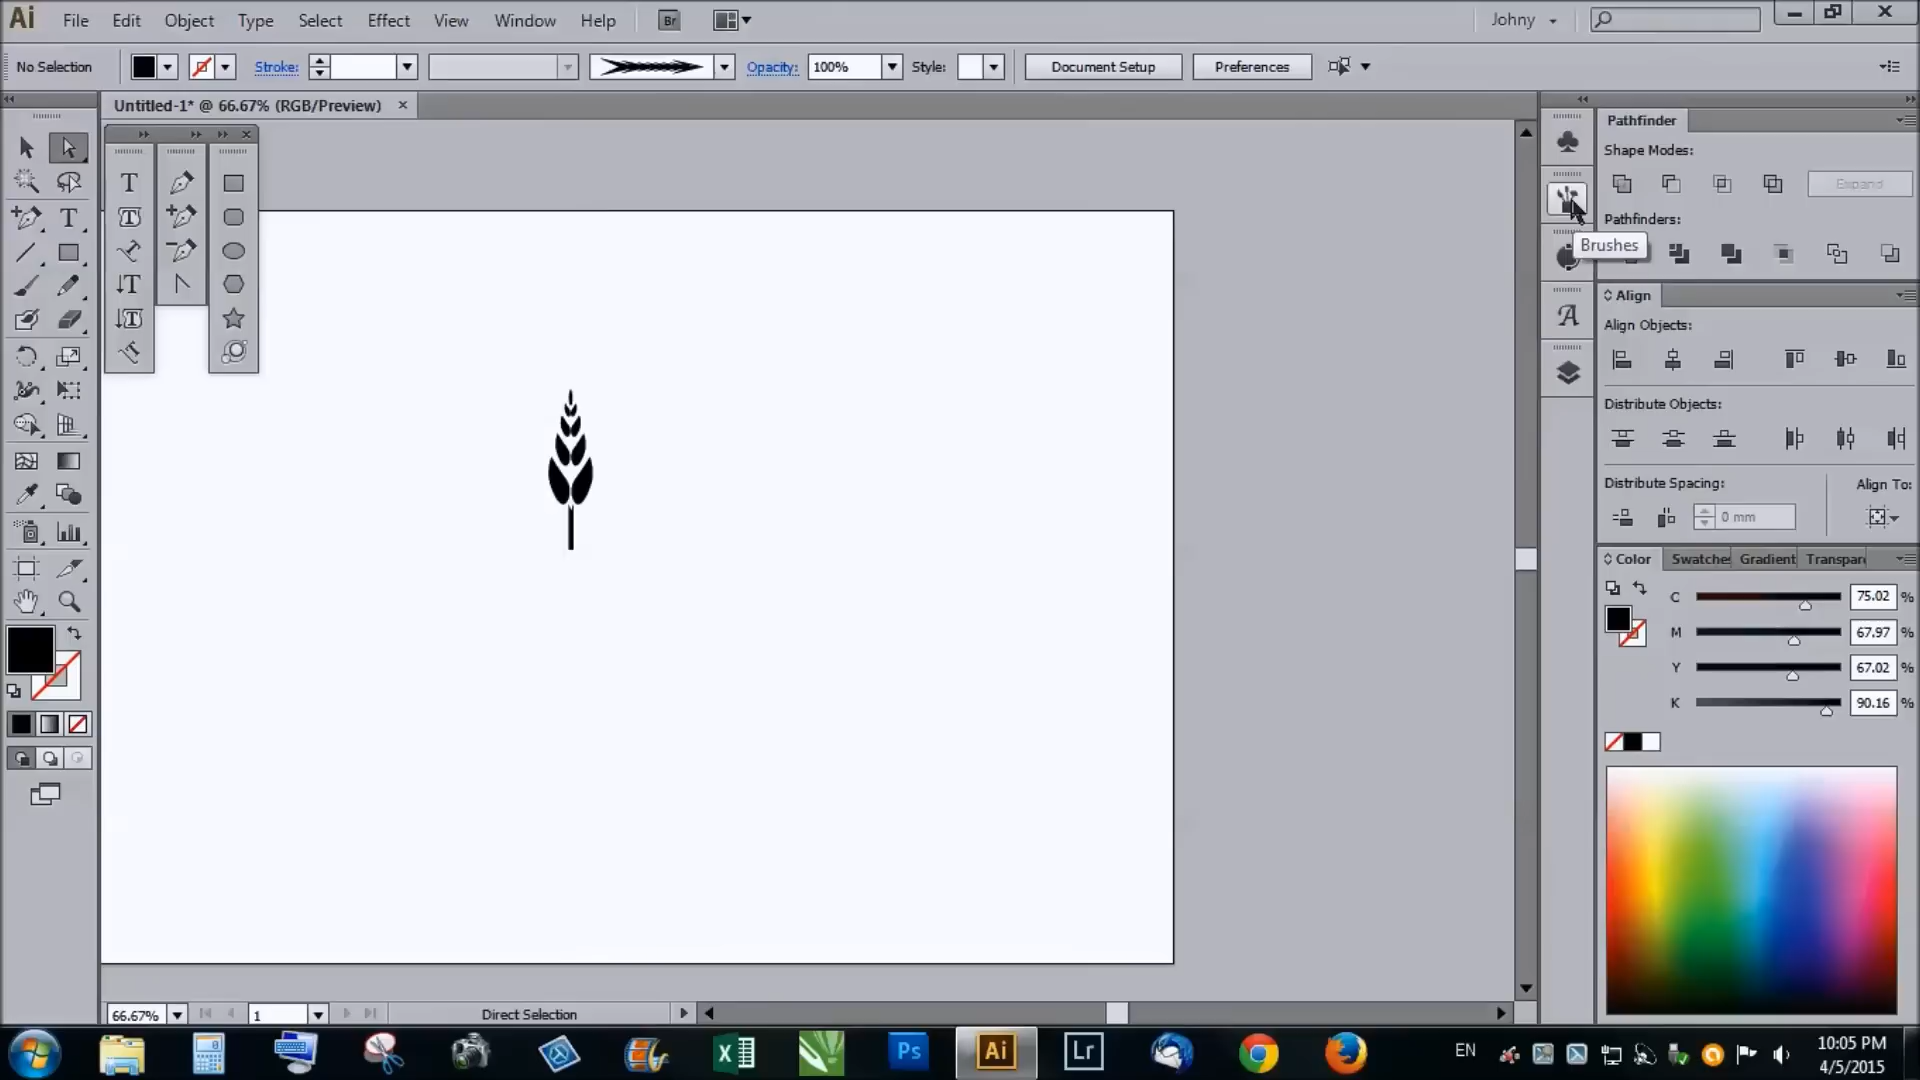 Ai File Edit Object Type Select Effect View Window Help Br Johny
No Selection Stroke: Opacity: 100% Style: Document Setup Preferences
Untitled-1* @ 66.67% (RGB/Preview)
Pathfinder
Shape Modes:
Expand
Pathfinders:
Brushes
Align
Align Objects:
Distribute Objects:
Distribute Spacing: Align To:
0 mm
Color Swatches Gradient Transpar
C 75.02 %
M 67.97 %
Y 67.02 %
K 90.16 %
66.67% 1 Direct Selection
Ps Ai Lr EN
10:05 PM
4/5/2015